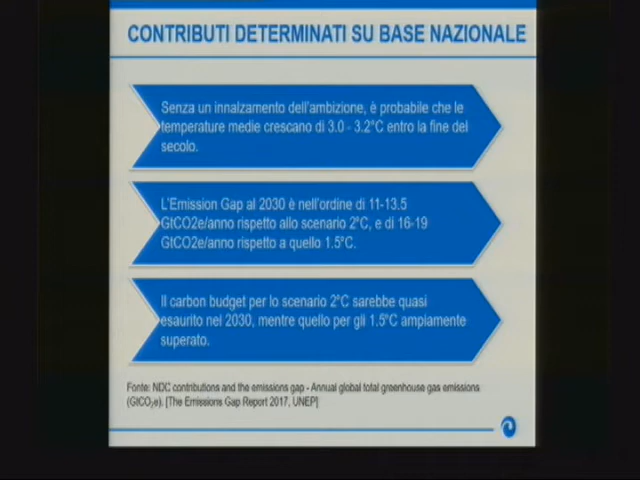 CONTRIBUTI DETERMINATI SU BASE NAZIONALE
Senza un innalzamento dell'ambizione, è probabile che le
temperature medie crescano di 3.0 - 3.2°C entro la fine del
secolo.
L'Emission Gap al 2030 è nell'ordine di 11-13.5
GtCO2e/anno rispetto allo scenario 2°C, e di 16-19
GtCO2e/anno rispetto a quello 1.5°C.
Il carbon budget per lo scenario 2°C sarebbe quasi
esaurito nel 2030, mentre quello per gli 1.5°C ampiamente
superato.
Fonte: NDC contributions and the emissions gap - Annual global total greenhouse gas emissions
(GtCO₂e). [The Emissions Gap Report 2017, UNEP]